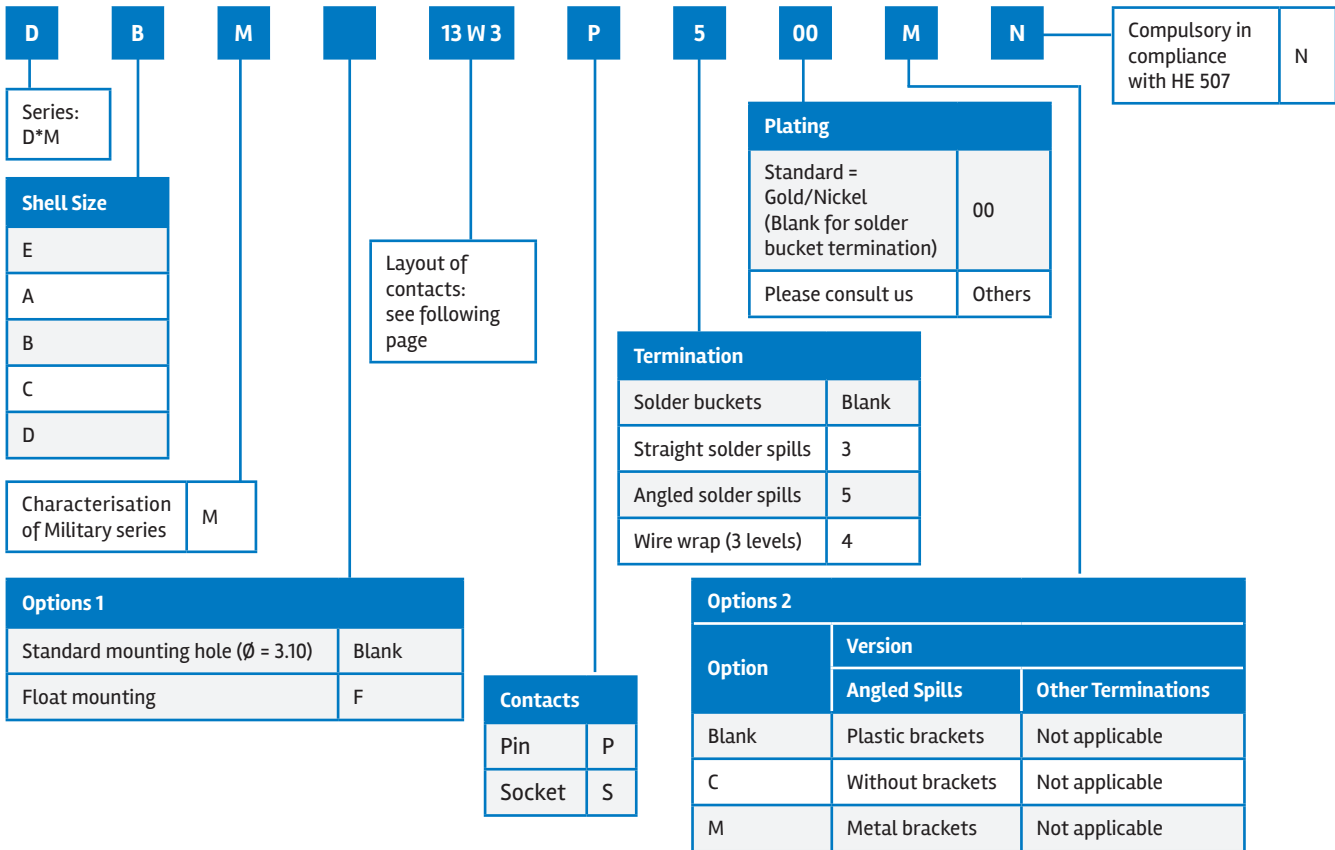 D B M 13 W 3 P 5 00 M N
Compulsory in
compliance
with HE 507
N
Series:
D*M
Shell Size
E
A
B
C
D
Characterisation
of Military series
M
Options 1
Standard mounting hole (Ø = 3.10) Blank
Float mounting F
Layout of
contacts:
see following
page
Contacts
Pin P
Socket S
Termination
Solder buckets Blank
Straight solder spills 3
Angled solder spills 5
Wire wrap (3 levels) 4
Plating
Standard =
Gold/Nickel
(Blank for solder
bucket termination)
00
Please consult us Others
Options 2
Option
Version
Angled Spills Other Terminations
Blank Plastic brackets Not applicable
C Without brackets Not applicable
M Metal brackets Not applicable